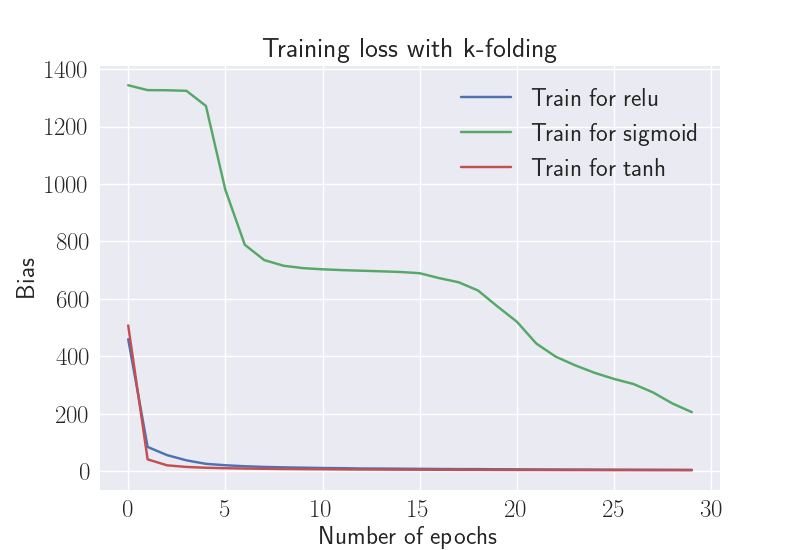 Training loss with k-folding
1400
1200
1000
800
600
400
200
0
Bias
Train for relu
Train for sigmoid
Train for tanh
0 5 10 15 20 25 30
Number of epochs